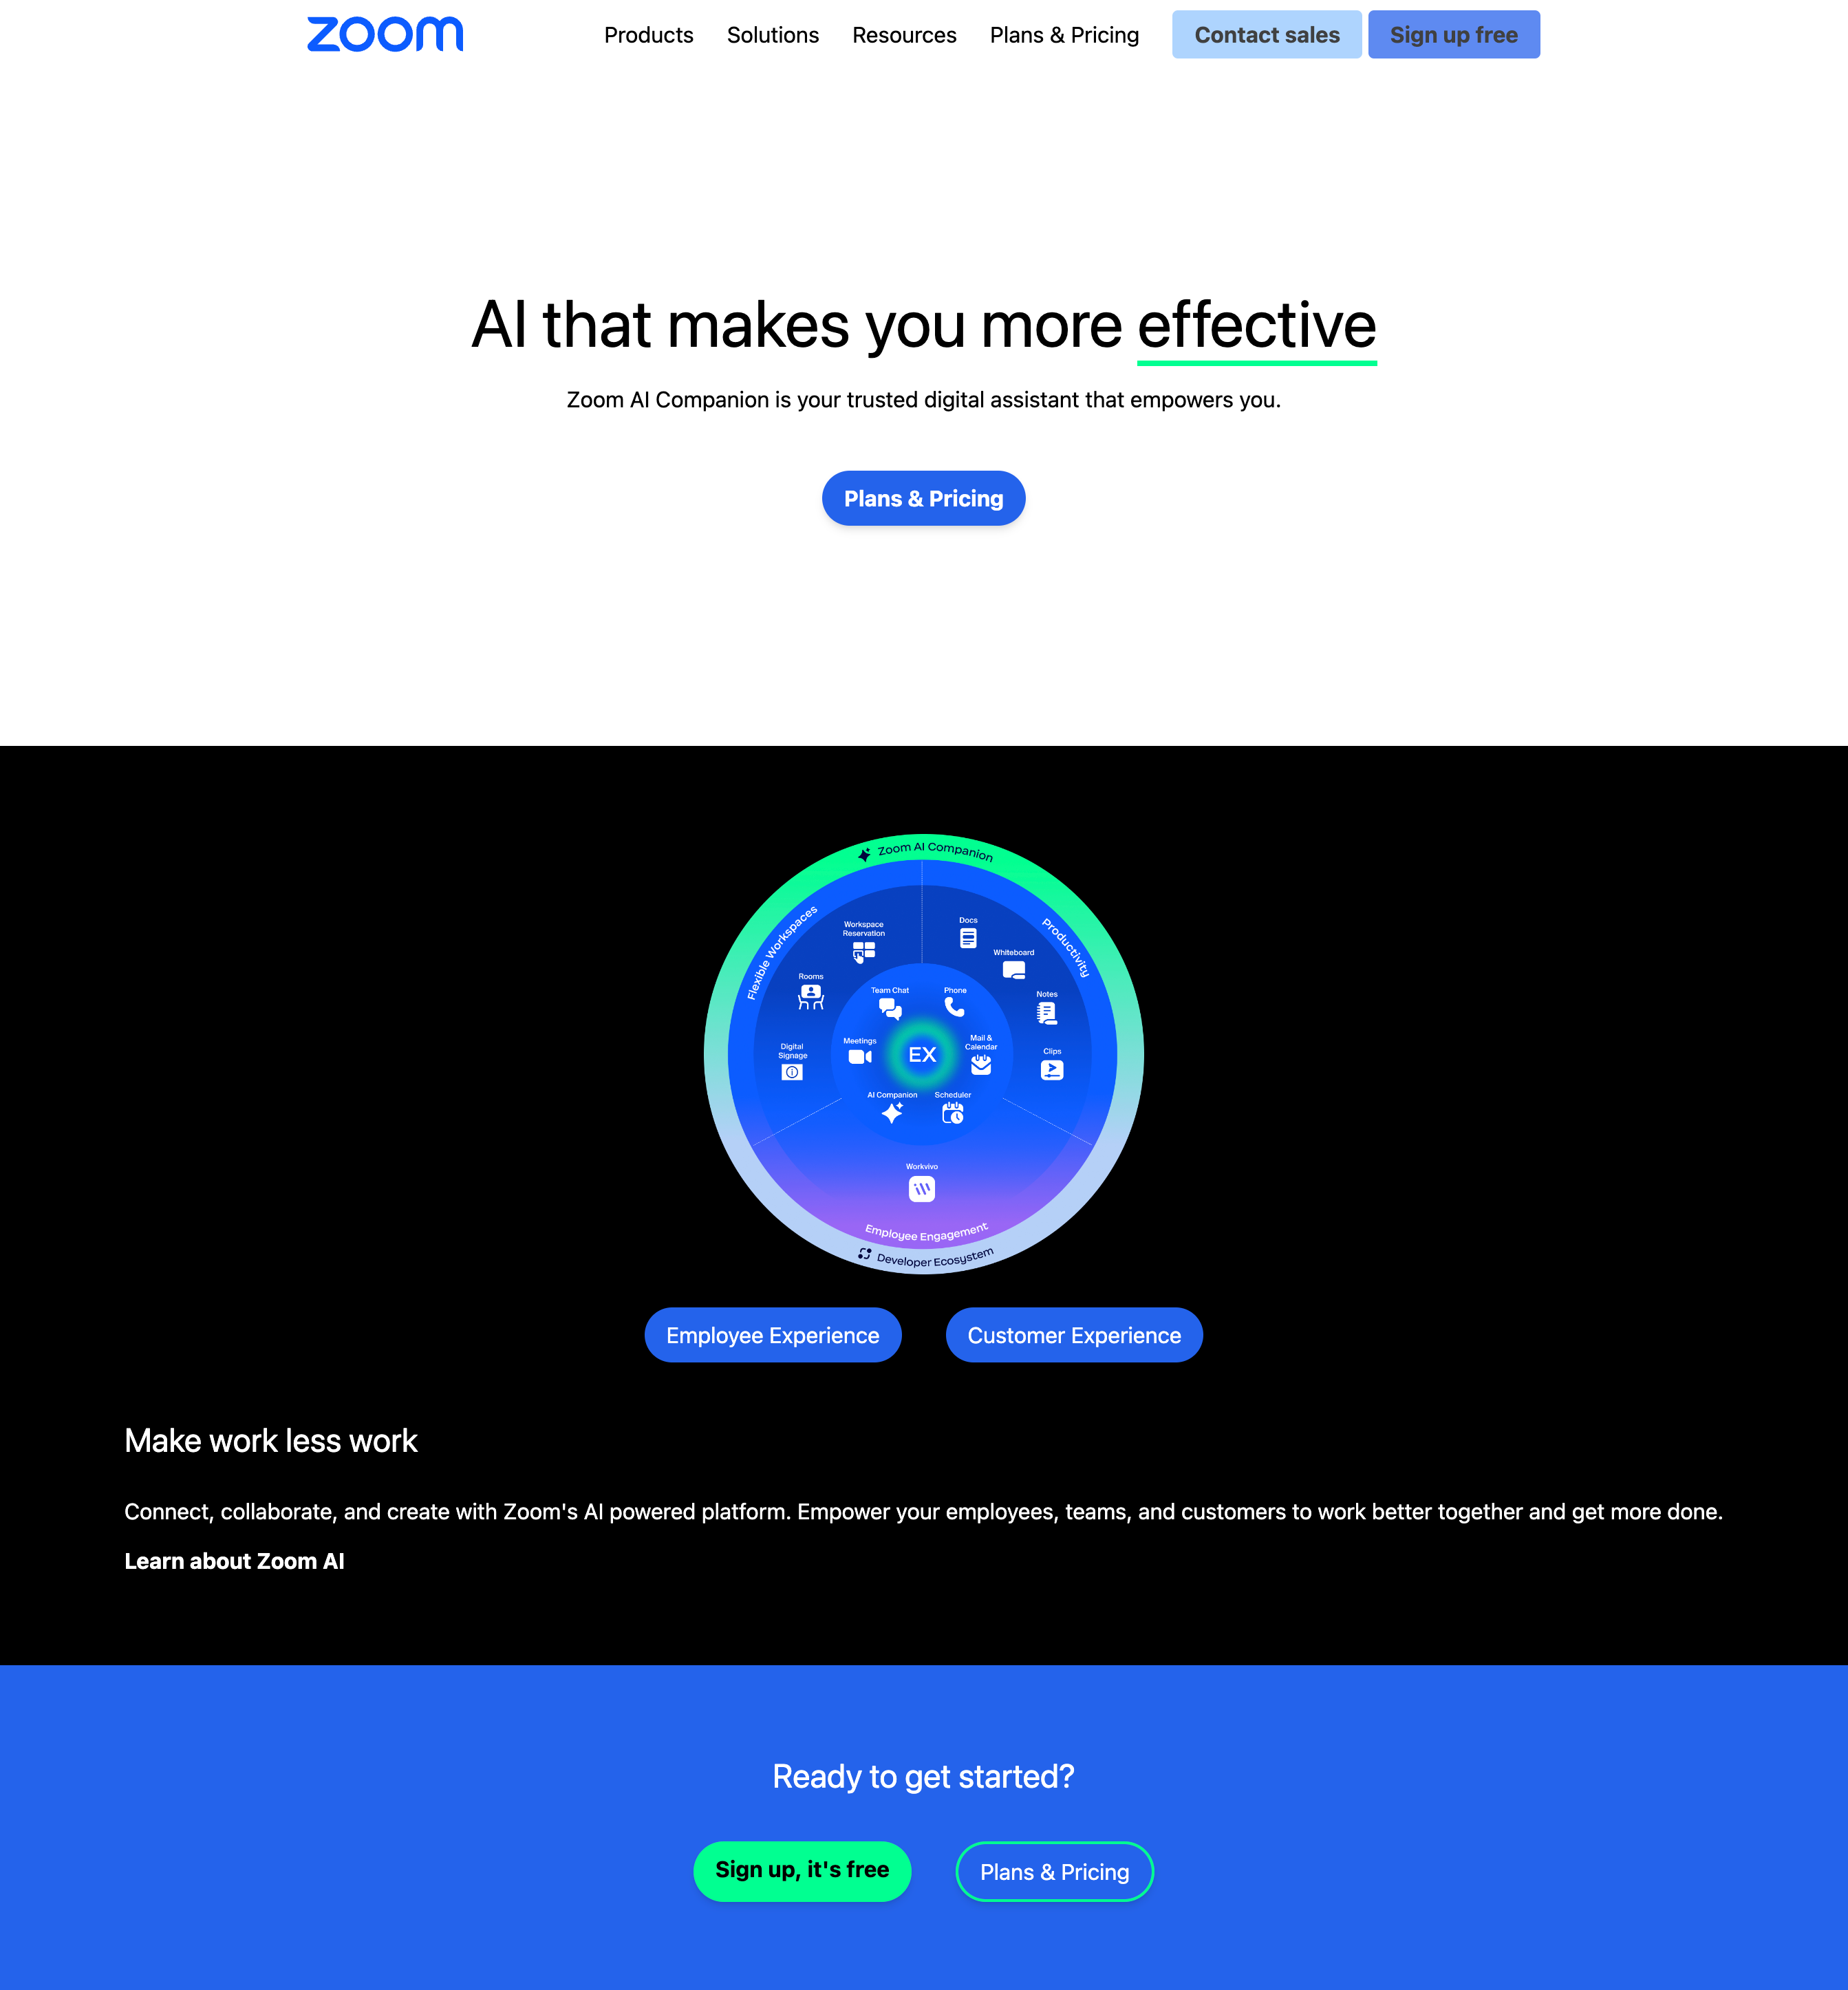 zoom
Products
Solutions
Resources
Plans & Pricing
Contact sales
Sign up free
AI that makes you more effective
Zoom AI Companion is your trusted digital assistant that empowers you.
Plans & Pricing
Zoom AI Companion
Flexible Workspaces
Productivity
Workspace
Reservation
Docs
Whiteboard
Rooms
Notes
Team Chat
Phone
Meetings
EX
Mail &
Calendar
Digital
Signage
Clips
AI Companion
Scheduler
Workvivo
Employee Engagement
Developer Ecosystem
Employee Experience
Customer Experience
Make work less work
Connect, collaborate, and create with Zoom's AI powered platform. Empower your employees, teams, and customers to work better together and get more done.
Learn about Zoom AI
Ready to get started?
Sign up, it's free
Plans & Pricing